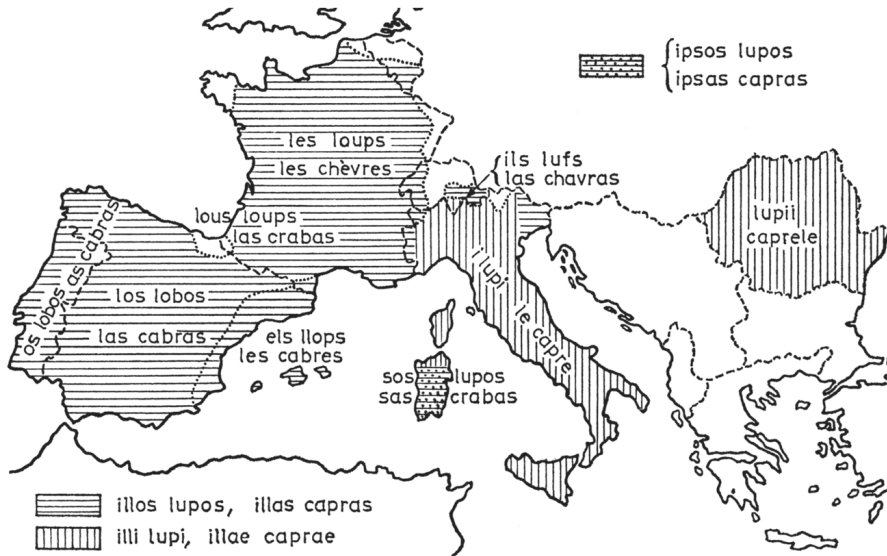 ipsos lupos
ipsas capras
les loups
les chèvres
ils lufs
las chavras
lous loups
las crabas
lupii
caprele
os lobos as cabras
los lobos
las cabras
i lupi
le capre
els llops
les cabres
sos lupos
sas crabas
illos lupos, illas capras
illi lupi, illae caprae